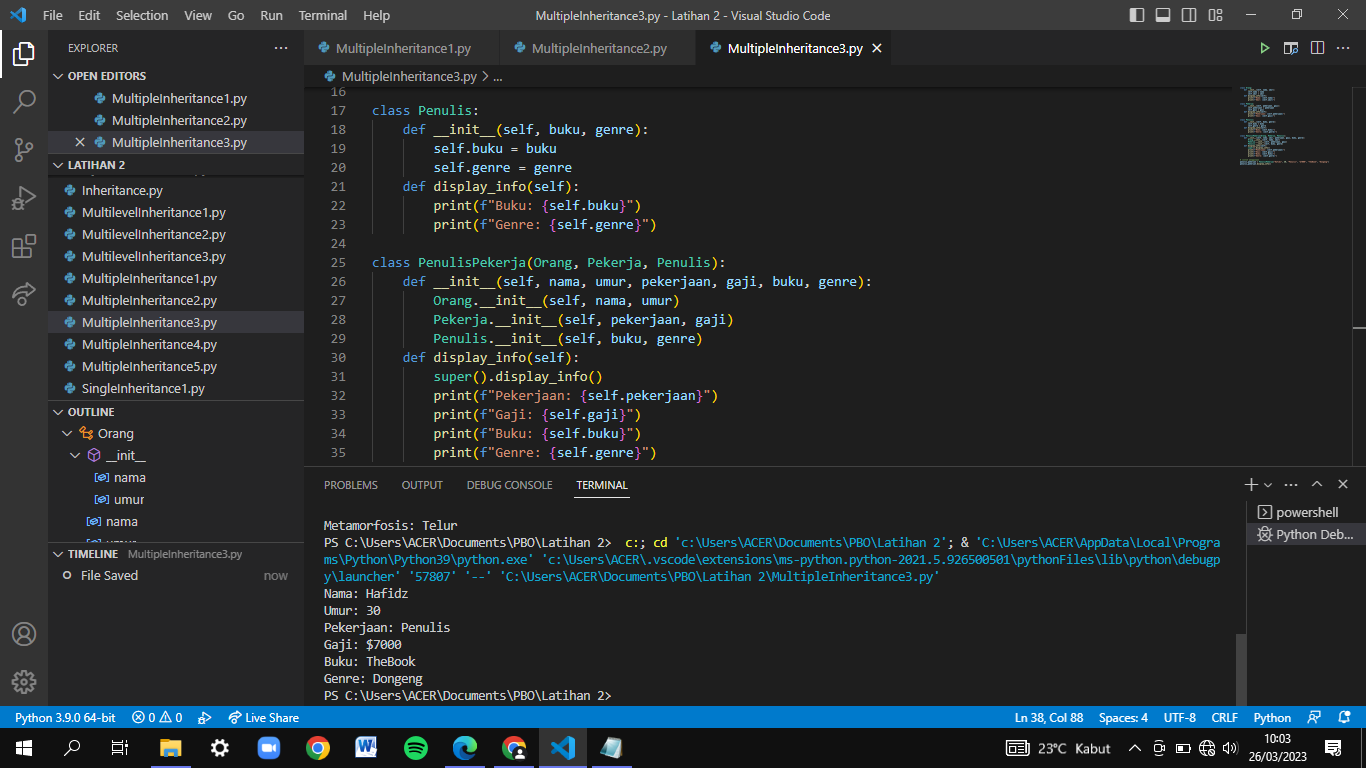 File Edit Selection View Go Run Terminal Help MultipleInheritance3.py - Latihan 2 - Visual Studio Code
EXPLORER
OPEN EDITORS
MultipleInheritance1.py
MultipleInheritance2.py
MultipleInheritance3.py
LATIHAN 2
Inheritance.py
MultilevelInheritance1.py
MultilevelInheritance2.py
MultilevelInheritance3.py
MultipleInheritance1.py
MultipleInheritance2.py
MultipleInheritance3.py
MultipleInheritance4.py
MultipleInheritance5.py
SingleInheritance1.py
OUTLINE
Orang
__init__
nama
umur
nama
TIMELINE MultipleInheritance3.py
File Saved now
MultipleInheritance1.py MultipleInheritance2.py MultipleInheritance3.py
MultipleInheritance3.py > ...
16
17 class Penulis:
18     def __init__(self, buku, genre):
19         self.buku = buku
20         self.genre = genre
21     def display_info(self):
22         print(f"Buku: {self.buku}")
23         print(f"Genre: {self.genre}")
24
25 class PenulisPekerja(Orang, Pekerja, Penulis):
26     def __init__(self, nama, umur, pekerjaan, gaji, buku, genre):
27         Orang.__init__(self, nama, umur)
28         Pekerja.__init__(self, pekerjaan, gaji)
29         Penulis.__init__(self, buku, genre)
30     def display_info(self):
31         super().display_info()
32         print(f"Pekerjaan: {self.pekerjaan}")
33         print(f"Gaji: {self.gaji}")
34         print(f"Buku: {self.buku}")
35         print(f"Genre: {self.genre}")
PROBLEMS OUTPUT DEBUG CONSOLE TERMINAL
powershell
Python Deb...
Metamorfosis: Telur
PS C:\Users\ACER\Documents\PBO\Latihan 2>  c:; cd 'c:\Users\ACER\Documents\PBO\Latihan 2'; & 'C:\Users\ACER\AppData\Local\Progra
ms\Python\Python39\python.exe' 'c:\Users\ACER\.vscode\extensions\ms-python.python-2021.5.926500501\pythonFiles\lib\python\debugp
y\launcher' '57807' '--' 'C:\Users\ACER\Documents\PBO\Latihan 2\MultipleInheritance3.py'
Nama: Hafidz
Umur: 30
Pekerjaan: Penulis
Gaji: $7000
Buku: TheBook
Genre: Dongeng
PS C:\Users\ACER\Documents\PBO\Latihan 2>
Python 3.9.0 64-bit 0 0 Live Share Ln 38, Col 88 Spaces: 4 UTF-8 CRLF Python
23°C Kabut 10:03
26/03/2023